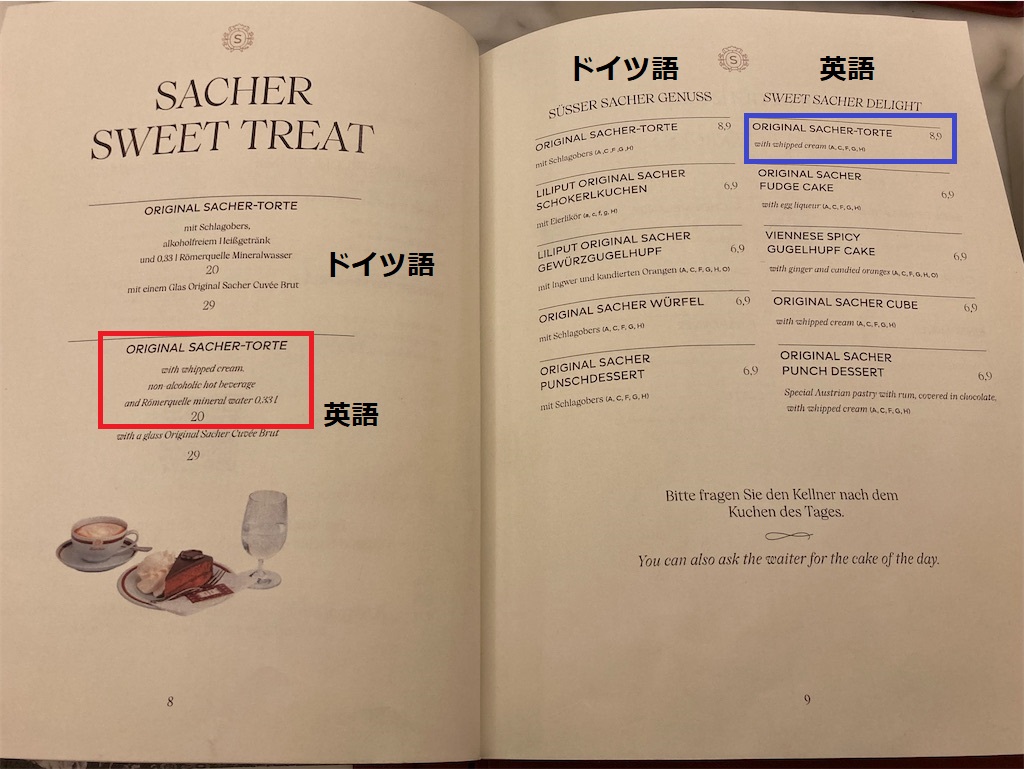 S
SACHER
SWEET TREAT
ORIGINAL SACHER-TORTE
mit Schlagobers,
alkoholfreiem Heißgetränk
und 0,33 l Römerquelle Mineralwasser
20
mit einem Glas Original Sacher Cuvée Brut
29
ドイツ語
ORIGINAL SACHER-TORTE
with whipped cream,
non-alcoholic hot beverage
and Römerquelle mineral water 0,33 l
20
with a glass Original Sacher Cuvée Brut
29
英語
8
S
ドイツ語
SÜSSER SACHER GENUSS
ORIGINAL SACHER-TORTE 8,9
mit Schlagobers (A,C,F,G,H)
LILIPUT ORIGINAL SACHER
SCHOKERLKUCHEN 6,9
mit Eierlikör (a, c, f, g, H)
LILIPUT ORIGINAL SACHER
GEWÜRZGUGELHUPF 6,9
mit Ingwer und kandierten Orangen (A, C, F, G, H, O)
ORIGINAL SACHER WÜRFEL 6,9
mit Schlagobers (A, C, F, G, H)
ORIGINAL SACHER
PUNSCHDESSERT 6,9
mit Schlagobers (A, C, F, G, H)
英語
SWEET SACHER DELIGHT
ORIGINAL SACHER-TORTE 8,9
with whipped cream (A, C, F, G, H)
ORIGINAL SACHER
FUDGE CAKE 6,9
with egg liqueur (A, C, F, G, H)
VIENNESE SPICY
GUGELHUPF CAKE 6,9
with ginger and candied oranges (A, C, F, G, H, O)
ORIGINAL SACHER CUBE 6,9
with whipped cream (A, C, F, G, H)
ORIGINAL SACHER
PUNCH DESSERT 6,9
Special Austrian pastry with rum, covered in chocolate,
with whipped cream (A, C, F, G, H)
Bitte fragen Sie den Kellner nach dem
Kuchen des Tages.
You can also ask the waiter for the cake of the day.
9